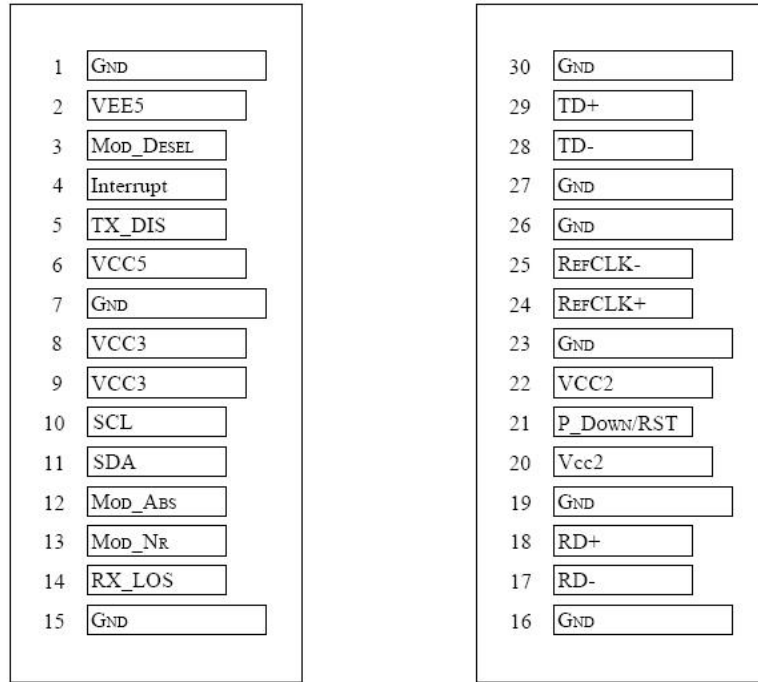 1 GND
2 VEE5
3 MOD_DESEL
4 Interrupt
5 TX_DIS
6 VCC5
7 GND
8 VCC3
9 VCC3
10 SCL
11 SDA
12 MOD_ABS
13 MOD_NR
14 RX_LOS
15 GND
30 GND
29 TD+
28 TD-
27 GND
26 GND
25 REFCLK-
24 REFCLK+
23 GND
22 VCC2
21 P_DOWN/RST
20 Vcc2
19 GND
18 RD+
17 RD-
16 GND